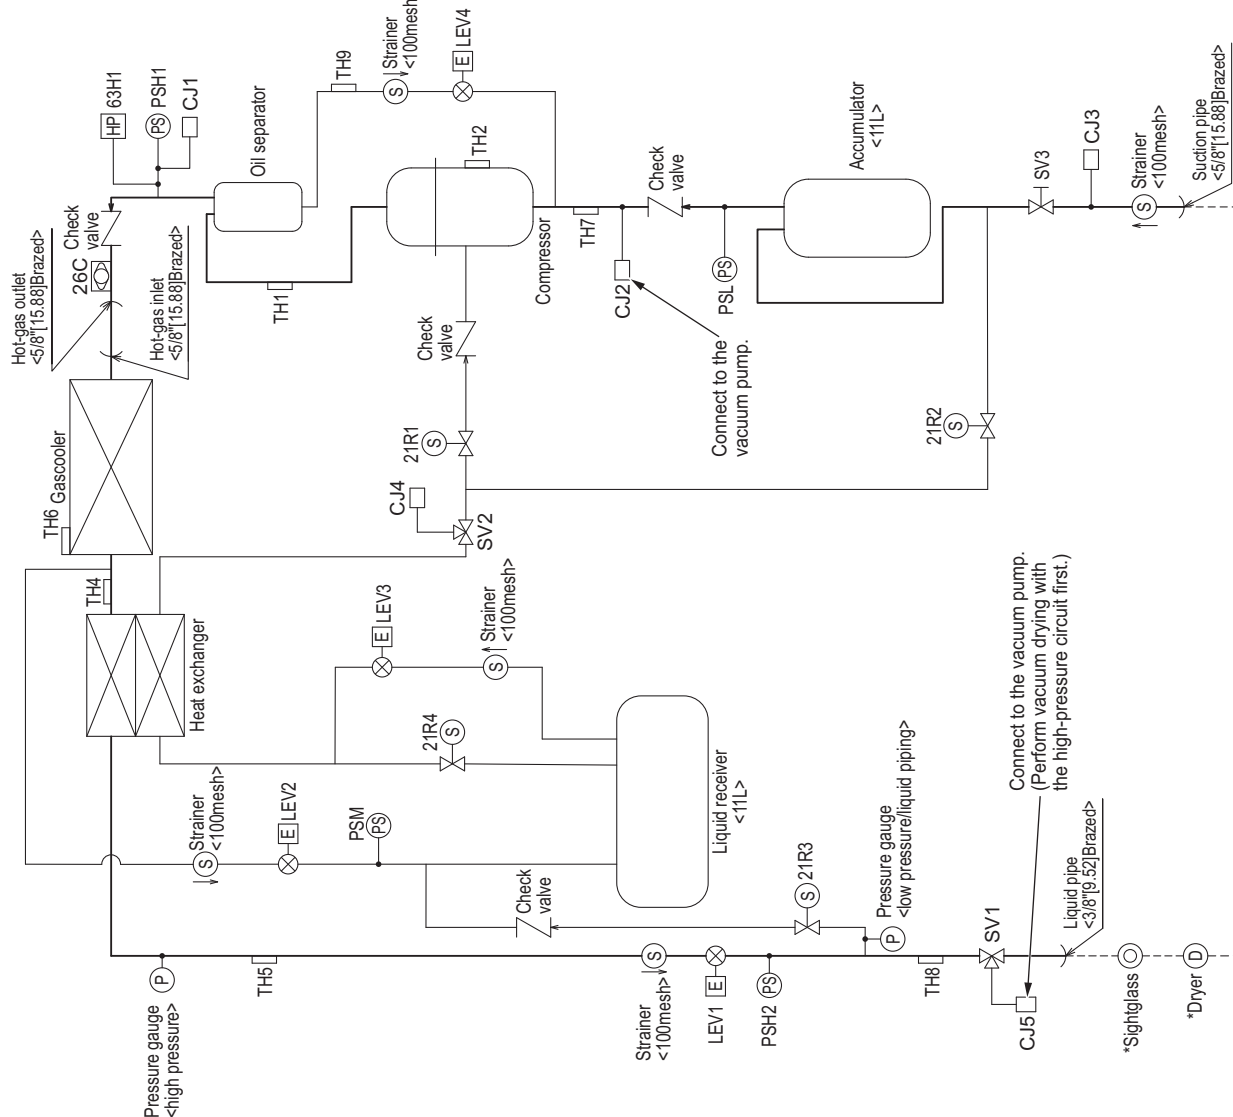 HP 63H1
PS PSH1
CJ1
Oil separator
TH9
S
Strainer
<100mesh>
E LEV4
Check
valve
26C
Hot-gas outlet
<5/8"[15.88]Brazed>
Hot-gas inlet
<5/8"[15.88]Brazed>
TH1
TH2
Compressor
TH7
CJ2
Check
valve
PSL PS
Accumulator
<11L>
SV3
CJ3
S
Strainer
<100mesh>
Suction pipe
<5/8"[15.88]Brazed>
Connect to the
vacuum pump.
Check
valve
21R1
S
21R2
S
CJ4
SV2
TH6 Gascooler
TH4
Heat exchanger
E LEV3
S
Strainer
<100mesh>
21R4
S
Strainer
<100mesh>
S
E LEV2
PSM
PS
Liquid receiver
<11L>
Check
valve
S 21R3
P
Pressure gauge
<low pressure/liquid piping>
Connect to the vacuum pump.
(Perform vacuum drying with
the high-pressure circuit first.)
Pressure gauge
<high pressure>
P
TH5
S
Strainer
<100mesh>
LEV1 E
PSH2 PS
TH8
SV1
CJ5
Liquid pipe
<3/8"[9.52]Brazed>
*Sightglass
*Dryer D